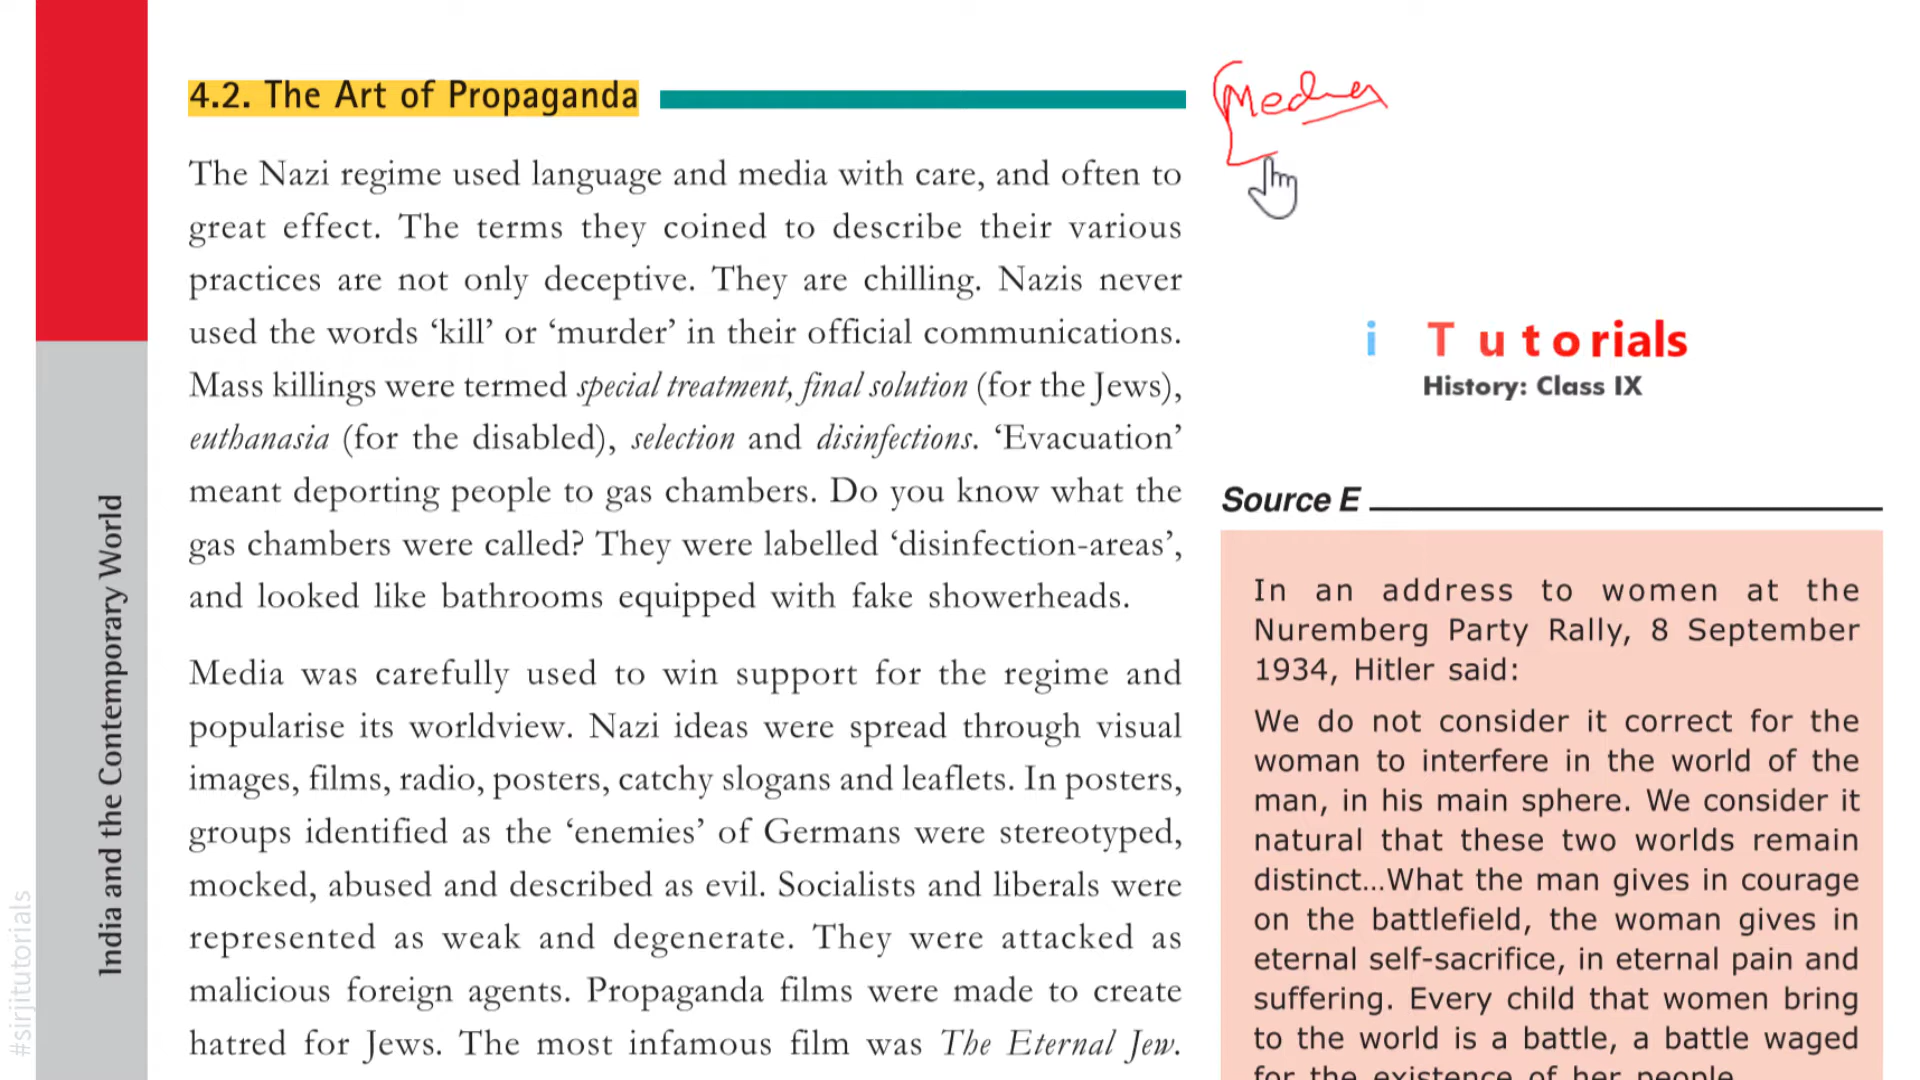 4.2. The Art of Propaganda
The Nazi regime used language and media with care, and often to
great effect. The terms they coined to describe their various
practices are not only deceptive. They are chilling. Nazis never
used the words ‘kill’ or ‘murder’ in their official communications.
Mass killings were termed special treatment, final solution (for the Jews),
euthanasia (for the disabled), selection and disinfections. ‘Evacuation’
meant deporting people to gas chambers. Do you know what the
gas chambers were called? They were labelled ‘disinfection-areas’,
and looked like bathrooms equipped with fake showerheads.
Media was carefully used to win support for the regime and
popularise its worldview. Nazi ideas were spread through visual
images, films, radio, posters, catchy slogans and leaflets. In posters,
groups identified as the ‘enemies’ of Germans were stereotyped,
mocked, abused and described as evil. Socialists and liberals were
represented as weak and degenerate. They were attacked as
malicious foreign agents. Propaganda films were made to create
hatred for Jews. The most infamous film was The Eternal Jew.
i Tutorials
History: Class IX
Source E
In an address to women at the
Nuremberg Party Rally, 8 September
1934, Hitler said:
We do not consider it correct for the
woman to interfere in the world of the
man, in his main sphere. We consider it
natural that these two worlds remain
distinct...What the man gives in courage
on the battlefield, the woman gives in
eternal self-sacrifice, in eternal pain and
suffering. Every child that women bring
to the world is a battle, a battle waged
for the existence of her people.
India and the Contemporary World
#sirjitutorials